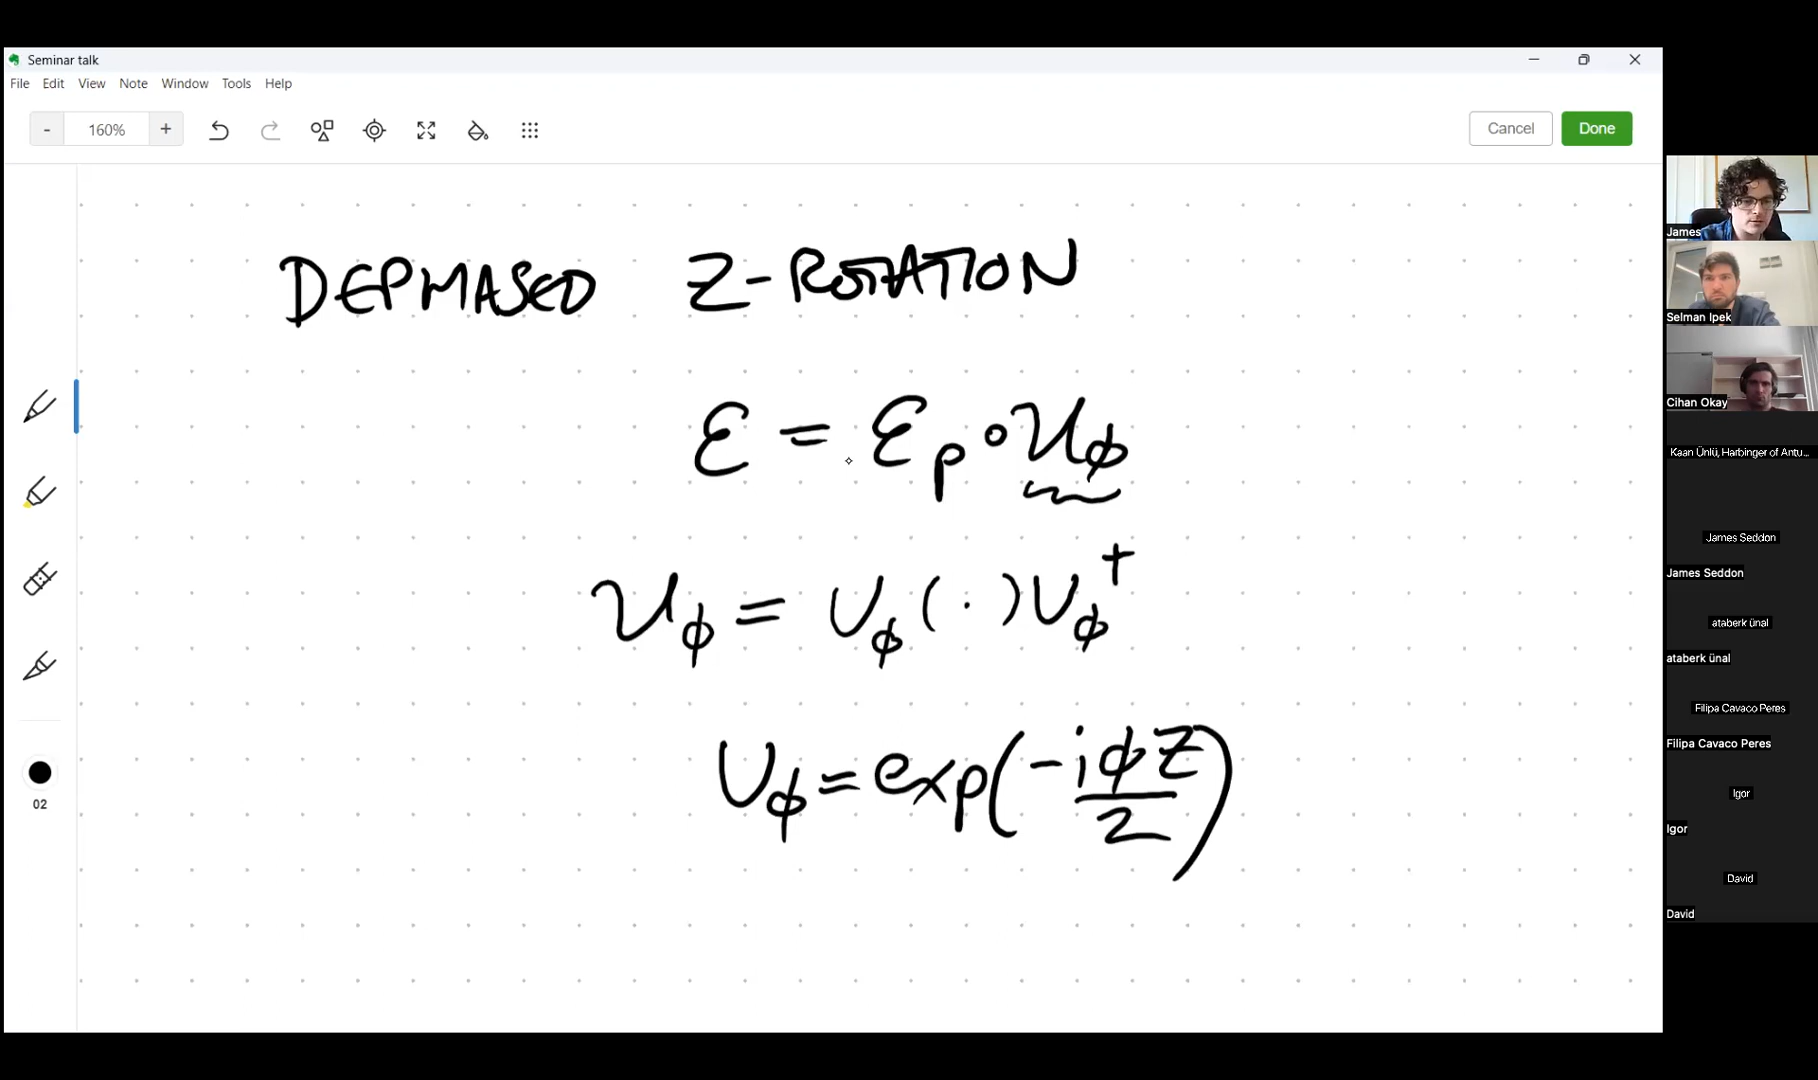 Seminar talk
File Edit View Note Window Tools Help
- 160% + Cancel Done
DEPHASED Z-ROTATION
ℰ = ℰ_p ∘ 𝒰_ϕ
𝒰_ϕ = U_ϕ ( · ) U_ϕ^†
U_ϕ = exp(-iϕZ/2)
02
James
Selman Ipek
Cihan Okay
Kaan Ünlü, Harbinger of Antu...
James Seddon
James Seddon
ataberk ünal
ataberk ünal
Filipa Cavaco Peres
Filipa Cavaco Peres
Igor
Igor
David
David